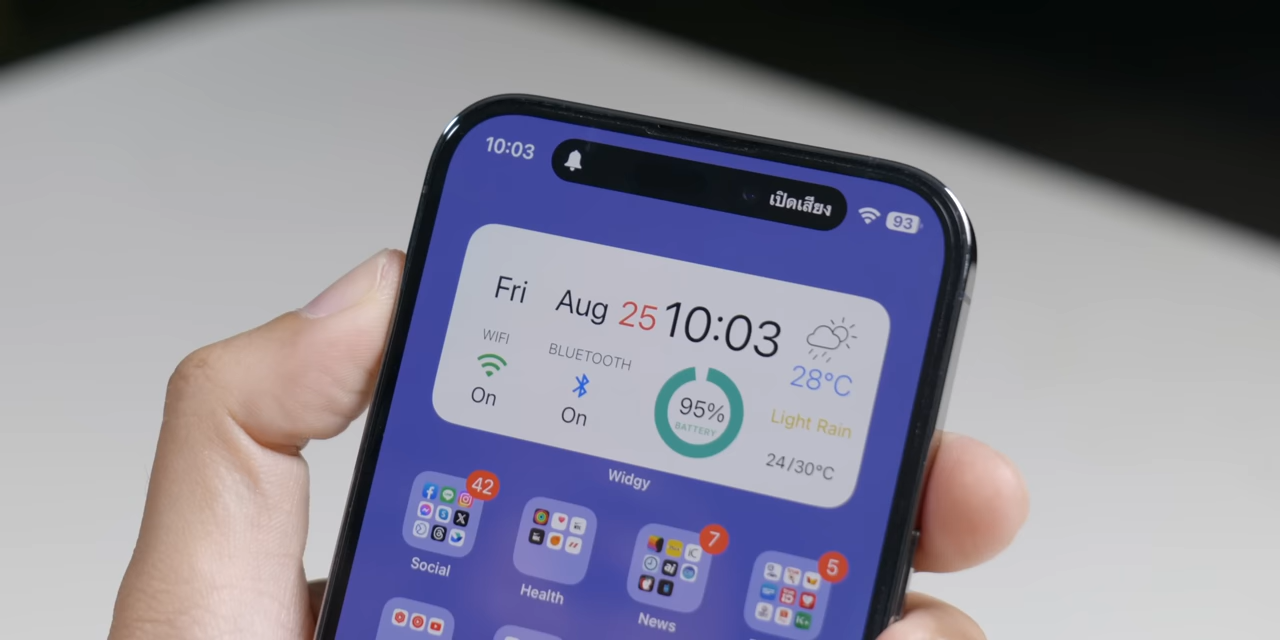 10:03
เปิดเสียง
93
Fri Aug 25 10:03
WIFI
On
BLUETOOTH
On
95%
BATTERY
28°C
Light Rain
24/30°C
Widgy
42
Social
Health
7
News
5